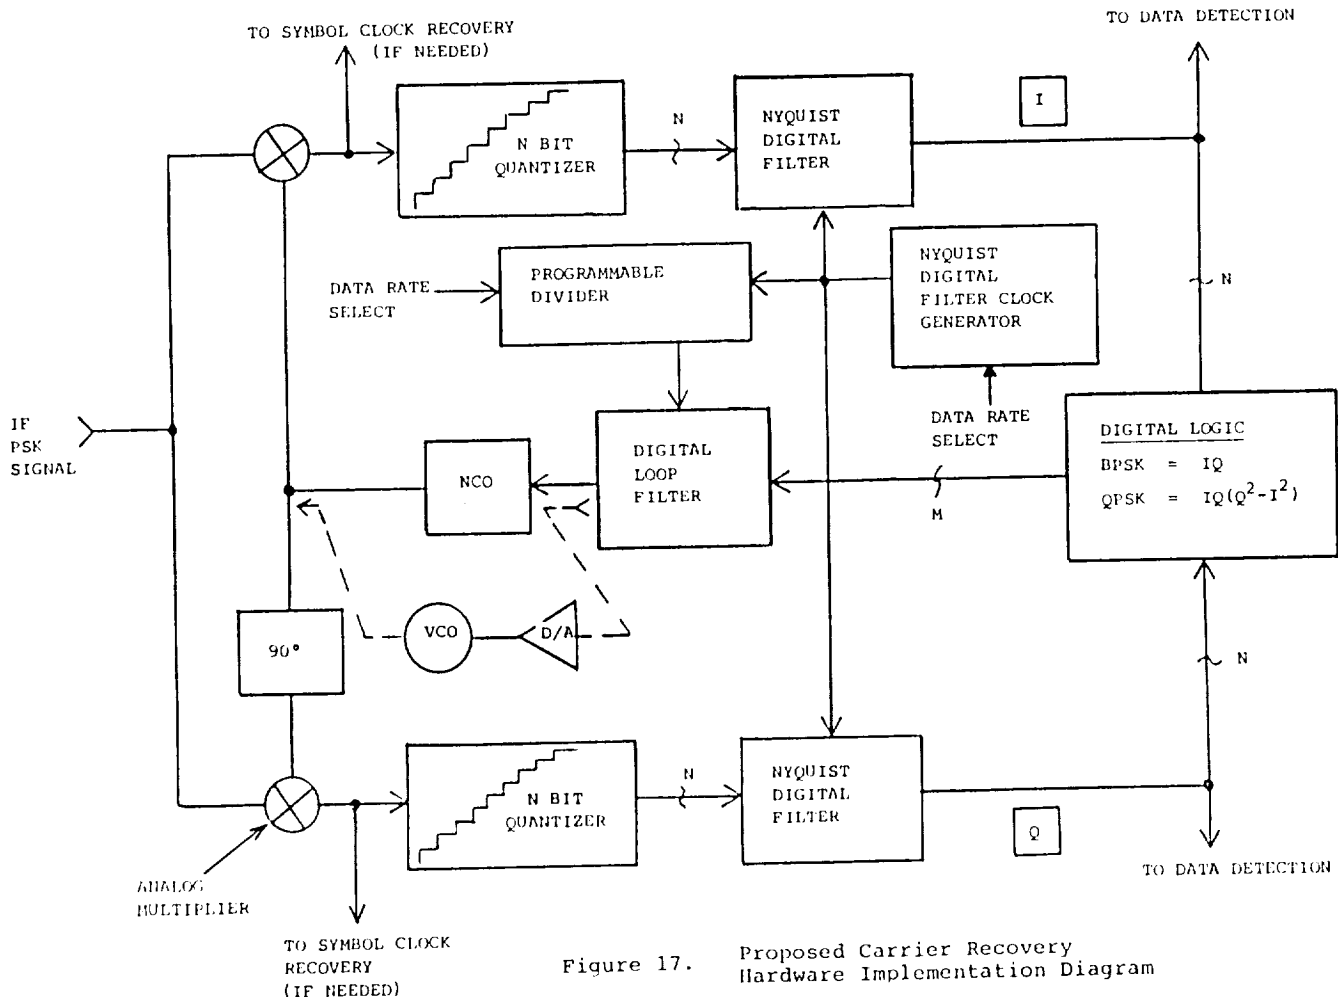 TO SYMBOL CLOCK RECOVERY
(IF NEEDED)
TO DATA DETECTION
N BIT
QUANTIZER
N
NYQUIST
DIGITAL
FILTER
I
DATA RATE
SELECT
PROGRAMMABLE
DIVIDER
NYQUIST
DIGITAL
FILTER CLOCK
GENERATOR
N
DATA RATE
SELECT
IF
PSK
SIGNAL
NCO
DIGITAL
LOOP
FILTER
M
DIGITAL LOGIC
BPSK = IQ
QPSK = IQ(Q²-I²)
90°
VCO
D/A
N
N BIT
QUANTIZER
N
NYQUIST
DIGITAL
FILTER
Q
TO DATA DETECTION
ANALOG
MULTIPLIER
TO SYMBOL CLOCK
RECOVERY
(IF NEEDED)
Figure 17. Proposed Carrier Recovery
Hardware Implementation Diagram